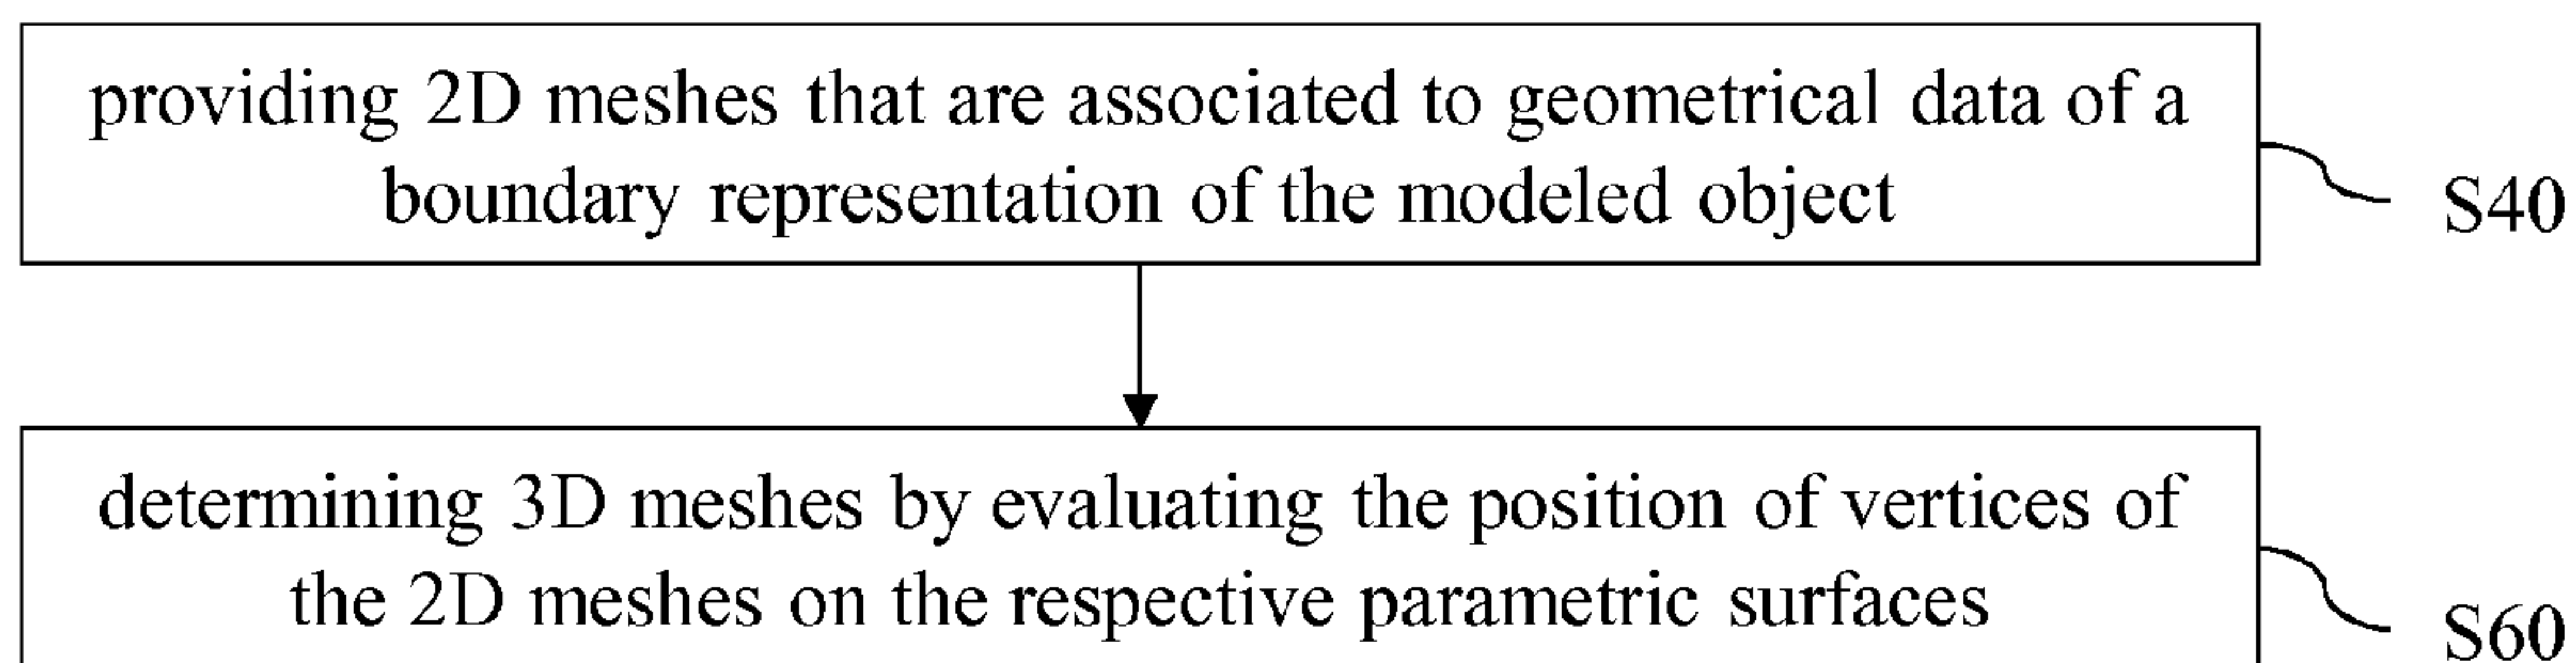 providing 2D meshes that are associated to geometrical data of a
boundary representation of the modeled object
S40
determining 3D meshes by evaluating the position of vertices of
the 2D meshes on the respective parametric surfaces
S60